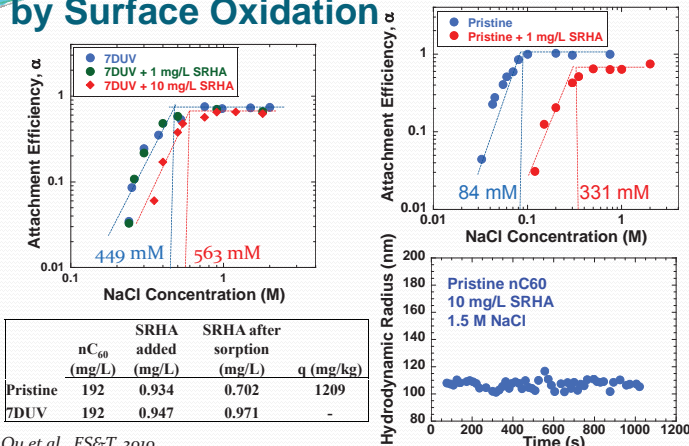 by Surface Oxidation
7DUV
7DUV + 1 mg/L SRHA
7DUV + 10 mg/L SRHA
Attachment Efficiency, α
1
0.1
0.01
449 mM
563 mM
0.1
1
NaCl Concentration (M)
Pristine
Pristine + 1 mg/L SRHA
Attachment Efficiency, α
1
0.1
0.01
84 mM
331 mM
0.01
0.1
1
NaCl Concentration (M)
nC60 (mg/L)
SRHA added (mg/L)
SRHA after sorption (mg/L)
q (mg/kg)
Pristine 192 0.934 0.702 1209
7DUV 192 0.947 0.971 -
Hydrodynamic Radius (nm)
200
180
160
140
120
100
80
Pristine nC60
10 mg/L SRHA
1.5 M NaCl
0 200 400 600 800 1000 1200
Time (s)
Qu et al., ES&T, 2010